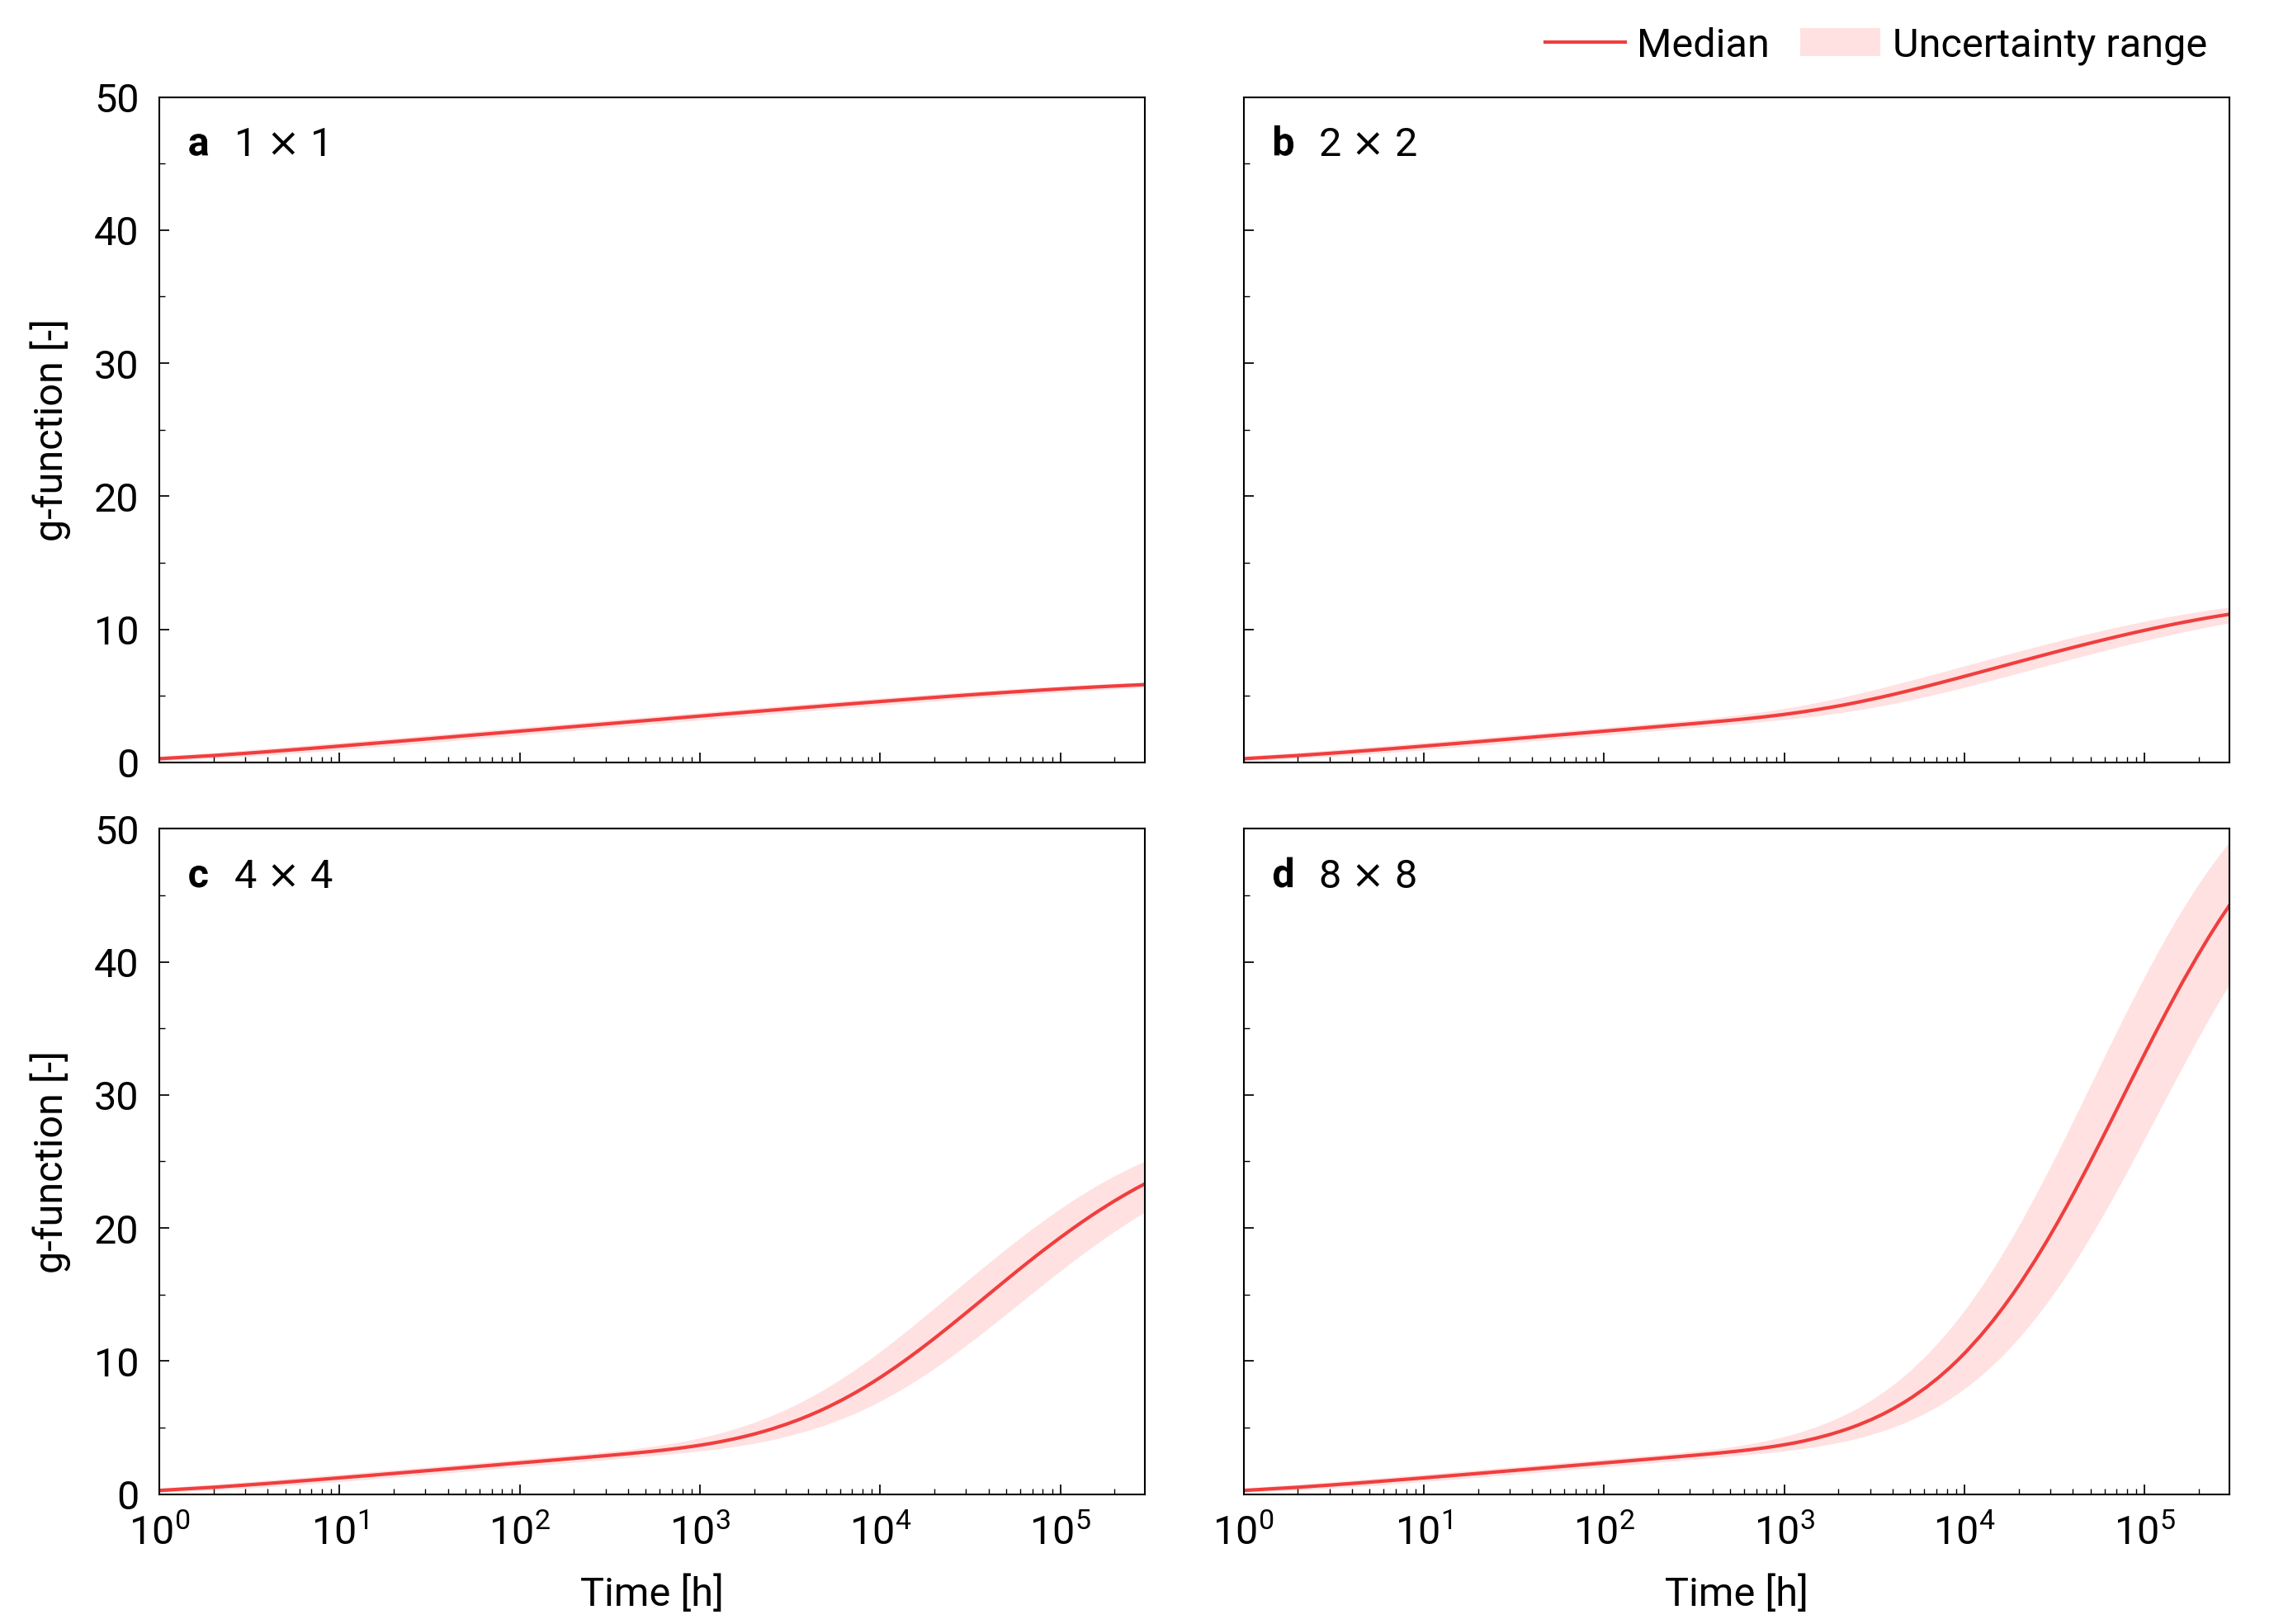 Median Uncertainty range
50
40
30
20
10
0
g-function [-]
a 1 × 1
b 2 × 2
50
40
30
20
10
0
g-function [-]
c 4 × 4
d 8 × 8
10⁰ 10¹ 10² 10³ 10⁴ 10⁵
Time [h]
10⁰ 10¹ 10² 10³ 10⁴ 10⁵
Time [h]